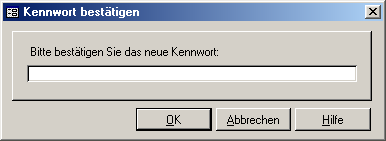 Kennwort bestätigen
Bitte bestätigen Sie das neue Kennwort:
OK Abbrechen Hilfe